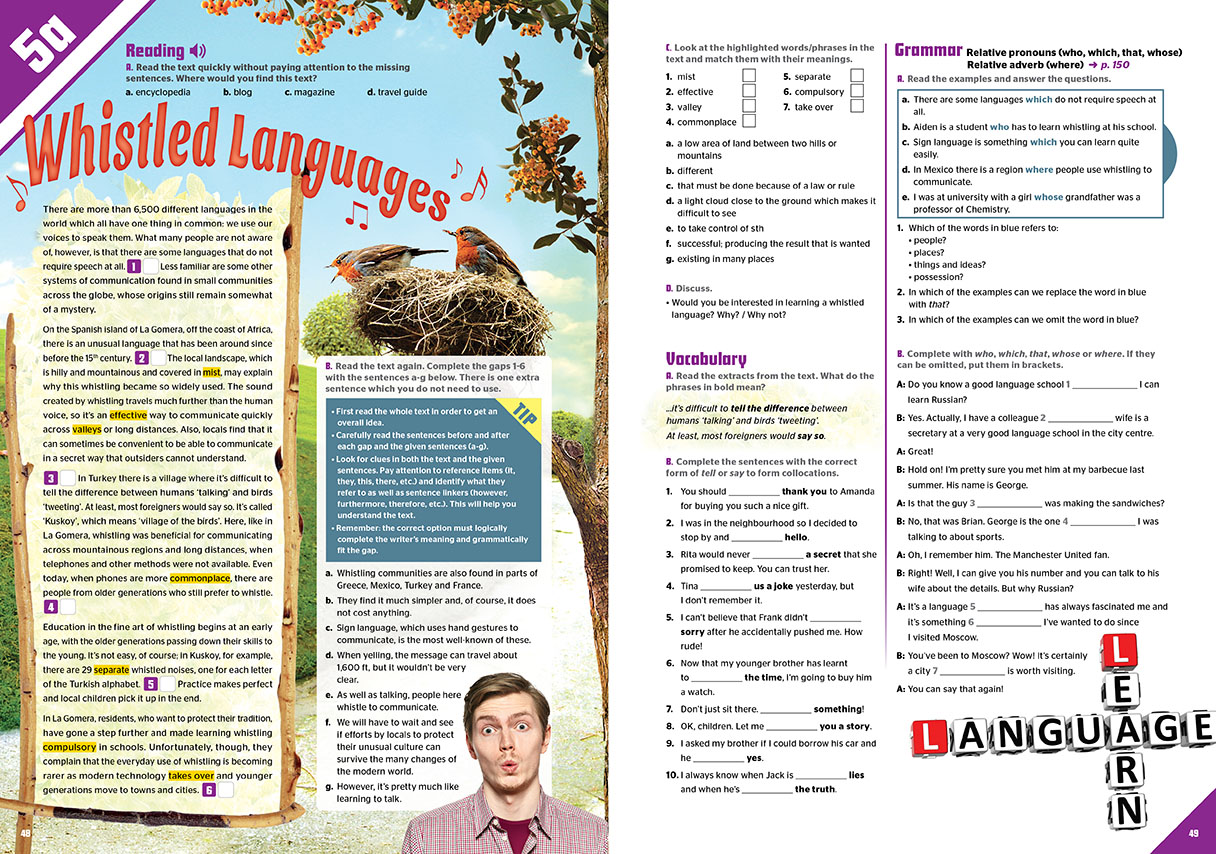 5a
Reading
A. Read the text quickly without paying attention to the missing
sentences. Where would you find this text?
a. encyclopedia b. blog c. magazine d. travel guide
Whistled Languages
There are more than 6,500 different languages in the
world which all have one thing in common: we use our
voices to speak them. What many people are not aware
of, however, is that there are some languages that do not
require speech at all. 1 Less familiar are some other
systems of communication found in small communities
across the globe, whose origins still remain somewhat
of a mystery.
On the Spanish island of La Gomera, off the coast of Africa,
there is an unusual language that has been around since
before the 15th century. 2 The local landscape, which
is hilly and mountainous and covered in mist, may explain
why this whistling became so widely used. The sound
created by whistling travels much further than the human
voice, so it's an effective way to communicate quickly
across valleys or long distances. Also, locals find that it
can sometimes be convenient to be able to communicate
in a secret way that outsiders cannot understand.
3 In Turkey there is a village where it's difficult to
tell the difference between humans 'talking' and birds
'tweeting'. At least, most foreigners would say so. It's called
'Kuskoy', which means 'village of the birds'. Here, like in
La Gomera, whistling was beneficial for communicating
across mountainous regions and long distances, when
telephones and other methods were not available. Even
today, when phones are more commonplace, there are
people from older generations who still prefer to whistle.
4
Education in the fine art of whistling begins at an early
age, with the older generations passing down their skills to
the young. It's not easy, of course; in Kuskoy, for example,
there are 29 separate whistled noises, one for each letter
of the Turkish alphabet. 5 Practice makes perfect
and local children pick it up in the end.
In La Gomera, residents, who want to protect their tradition,
have gone a step further and made learning whistling
compulsory in schools. Unfortunately, though, they
complain that the everyday use of whistling is becoming
rarer as modern technology takes over and younger
generations move to towns and cities. 6
B. Read the text again. Complete the gaps 1-6
with the sentences a-g below. There is one extra
sentence which you do not need to use.
TIP
• First read the whole text in order to get an
overall idea.
• Carefully read the sentences before and after
each gap and the given sentences (a-g).
• Look for clues in both the text and the given
sentences. Pay attention to reference items (it,
they, this, there, etc.) and identify what they
refer to as well as sentence linkers (however,
furthermore, therefore, etc.). This will help you
understand the text.
• Remember: the correct option must logically
complete the writer's meaning and grammatically
fit the gap.
a. Whistling communities are also found in parts of
Greece, Mexico, Turkey and France.
b. They find it much simpler and, of course, it does
not cost anything.
c. Sign language, which uses hand gestures to
communicate, is the most well-known of these.
d. When yelling, the message can travel about
1,600 ft, but it wouldn't be very
clear.
e. As well as talking, people here
whistle to communicate.
f. We will have to wait and see
if efforts by locals to protect
their unusual culture can
survive the many changes of
the modern world.
g. However, it's pretty much like
learning to talk.
48
C. Look at the highlighted words/phrases in the
text and match them with their meanings.
1. mist 5. separate
2. effective 6. compulsory
3. valley 7. take over
4. commonplace
a. a low area of land between two hills or
mountains
b. different
c. that must be done because of a law or rule
d. a light cloud close to the ground which makes it
difficult to see
e. to take control of sth
f. successful; producing the result that is wanted
g. existing in many places
D. Discuss.
• Would you be interested in learning a whistled
language? Why? / Why not?
Vocabulary
A. Read the extracts from the text. What do the
phrases in bold mean?
...it's difficult to tell the difference between
humans 'talking' and birds 'tweeting'.
At least, most foreigners would say so.
B. Complete the sentences with the correct
form of tell or say to form collocations.
1. You should __________ thank you to Amanda
for buying you such a nice gift.
2. I was in the neighbourhood so I decided to
stop by and __________ hello.
3. Rita would never __________ a secret that she
promised to keep. You can trust her.
4. Tina __________ us a joke yesterday, but
I don't remember it.
5. I can't believe that Frank didn't __________
sorry after he accidentally pushed me. How
rude!
6. Now that my younger brother has learnt
to __________ the time, I'm going to buy him
a watch.
7. Don't just sit there. __________ something!
8. OK, children. Let me __________ you a story.
9. I asked my brother if I could borrow his car and
he __________ yes.
10. I always know when Jack is __________ lies
and when he's __________ the truth.
Grammar Relative pronouns (who, which, that, whose)
Relative adverb (where) ➜ p. 150
A. Read the examples and answer the questions.
a. There are some languages which do not require speech at
all.
b. Aiden is a student who has to learn whistling at his school.
c. Sign language is something which you can learn quite
easily.
d. In Mexico there is a region where people use whistling to
communicate.
e. I was at university with a girl whose grandfather was a
professor of Chemistry.
1. Which of the words in blue refers to:
• people?
• places?
• things and ideas?
• possession?
2. In which of the examples can we replace the word in blue
with that?
3. In which of the examples can we omit the word in blue?
B. Complete with who, which, that, whose or where. If they
can be omitted, put them in brackets.
A: Do you know a good language school 1 ____________ I can
learn Russian?
B: Yes. Actually, I have a colleague 2 ____________ wife is a
secretary at a very good language school in the city centre.
A: Great!
B: Hold on! I'm pretty sure you met him at my barbecue last
summer. His name is George.
A: Is that the guy 3 ____________ was making the sandwiches?
B: No, that was Brian. George is the one 4 ____________ I was
talking to about sports.
A: Oh, I remember him. The Manchester United fan.
B: Right! Well, I can give you his number and you can talk to his
wife about the details. But why Russian?
A: It's a language 5 ____________ has always fascinated me and
it's something 6 ____________ I've wanted to do since
I visited Moscow.
B: You've been to Moscow? Wow! It's certainly
a city 7 ____________ is worth visiting.
A: You can say that again!
LEARN
LANGUAGE
49